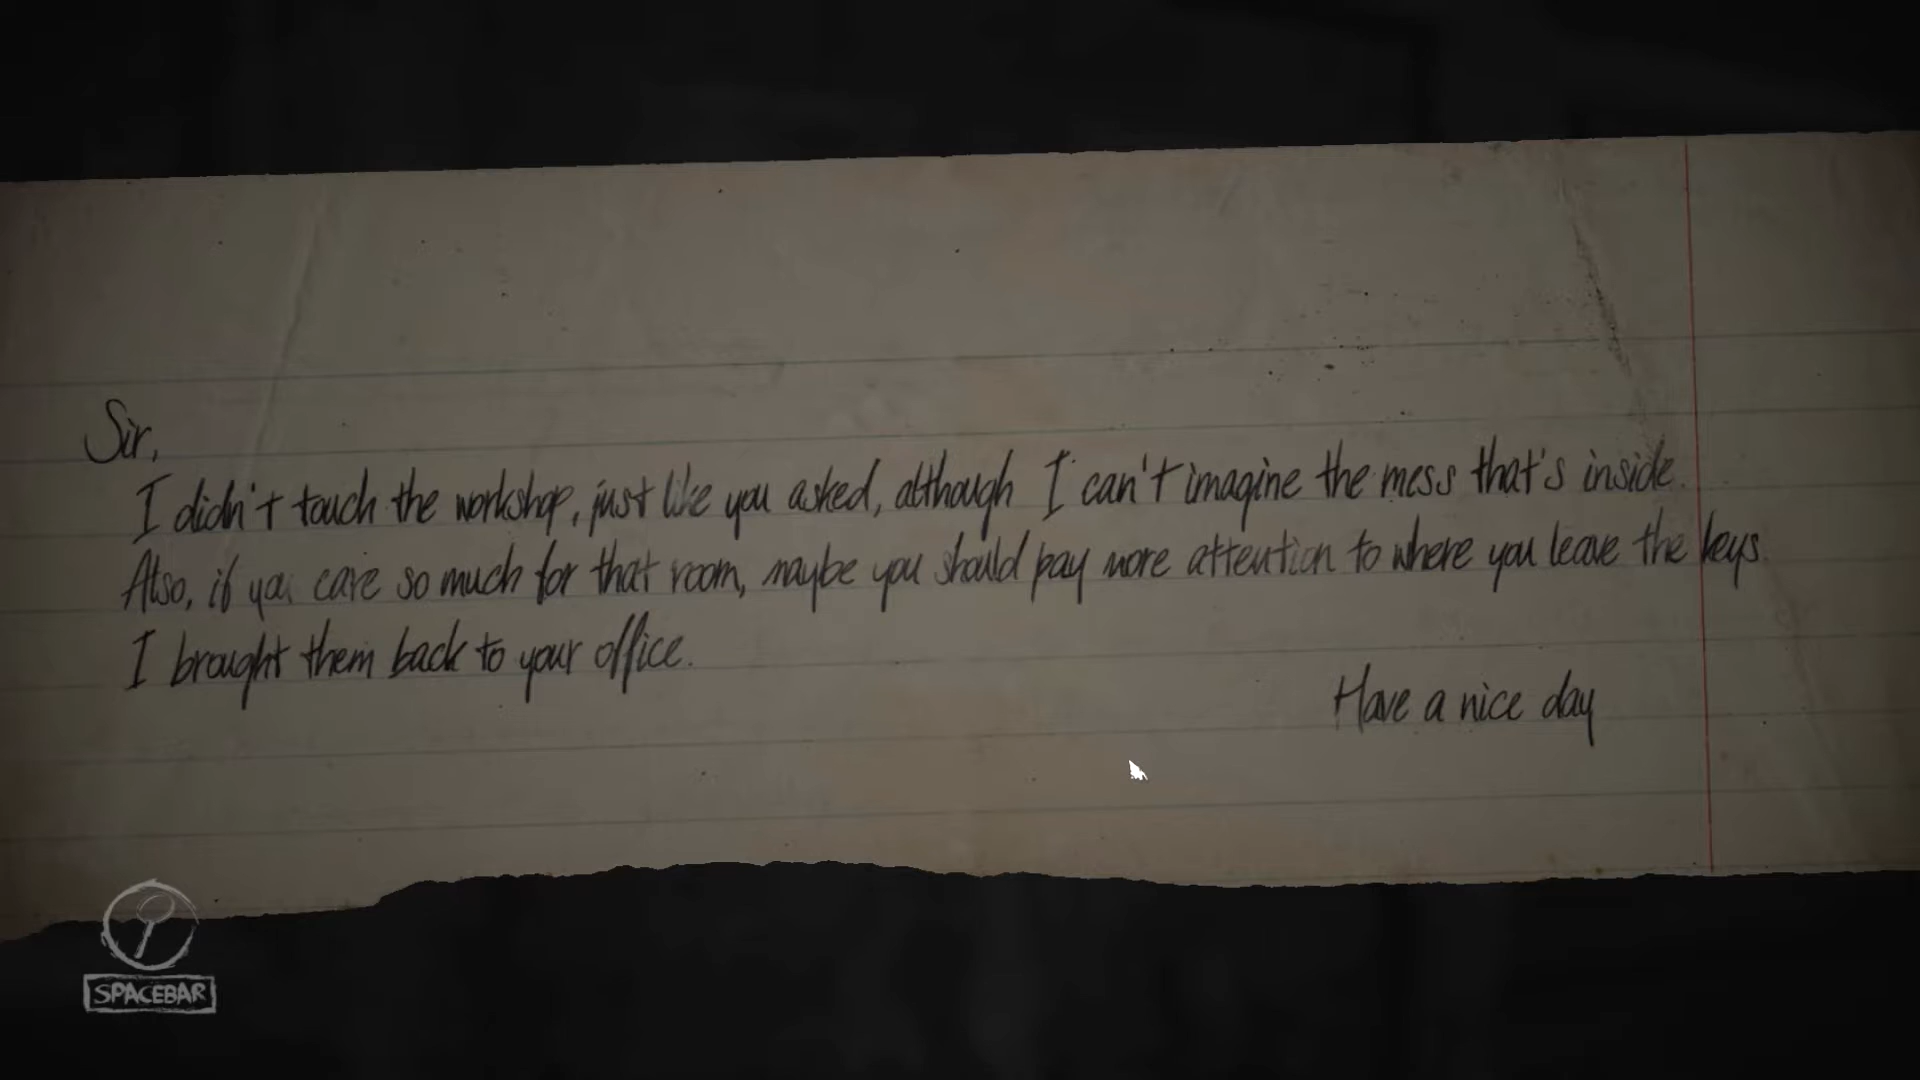 Sir,
I didn't touch the workshop, just like you asked, although I can't imagine the mess that's inside.
Also, if you care so much for that room, maybe you should pay more attention to where you leave the keys.
I brought them back to your office.
Have a nice day
SPACEBAR